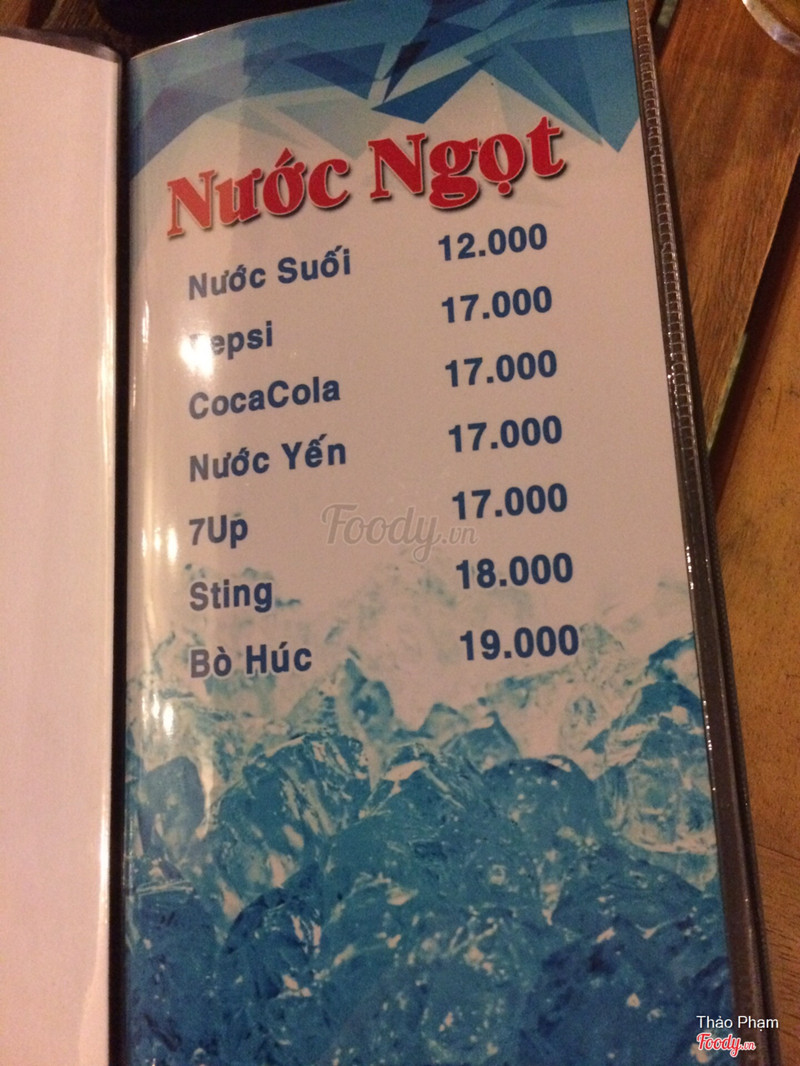 Nước Ngọt
Nước Suối 12.000
Pepsi 17.000
CocaCola 17.000
Nước Yến 17.000
7Up 17.000
Sting 18.000
Bò Húc 19.000
Foody.vn
Thảo Phạm
Foody.vn